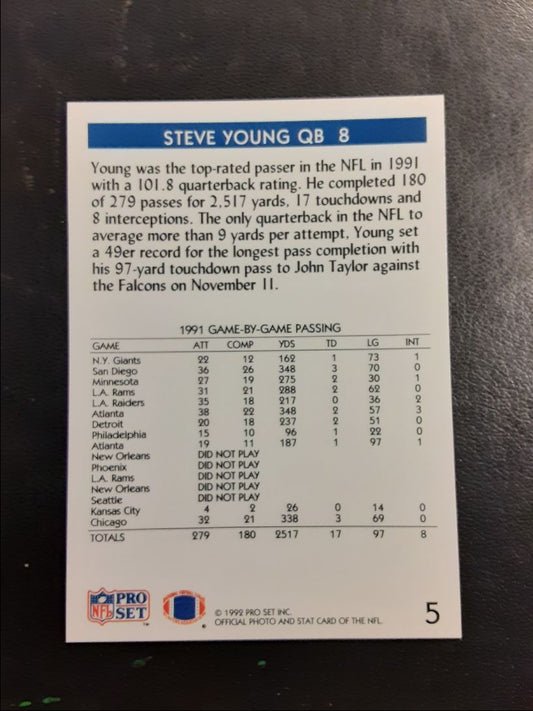 STEVE YOUNG QB 8
Young was the top-rated passer in the NFL in 1991
with a 101.8 quarterback rating. He completed 180
of 279 passes for 2,517 yards, 17 touchdowns and
8 interceptions. The only quarterback in the NFL to
average more than 9 yards per attempt, Young set
a 49er record for the longest pass completion with
his 97-yard touchdown pass to John Taylor against
the Falcons on November 11.
1991 GAME-BY-GAME PASSING
GAME ATT COMP YDS TD LG INT
N.Y. Giants 22 12 162 1 73 1
San Diego 36 26 348 3 70 0
Minnesota 27 19 275 2 30 1
L.A. Rams 31 21 288 2 62 0
L.A. Raiders 35 18 217 0 36 2
Atlanta 38 22 348 2 57 3
Detroit 20 18 237 2 51 0
Philadelphia 15 10 96 1 22 0
Atlanta 19 11 187 1 97 1
New Orleans DID NOT PLAY
Phoenix DID NOT PLAY
L.A. Rams DID NOT PLAY
New Orleans DID NOT PLAY
Seattle DID NOT PLAY
Kansas City 4 2 26 0 14 0
Chicago 32 21 338 3 69 0
TOTALS 279 180 2517 17 97 8
NFL PRO SET ™
© 1992 PRO SET INC.
OFFICIAL PHOTO AND STAT CARD OF THE NFL.
5